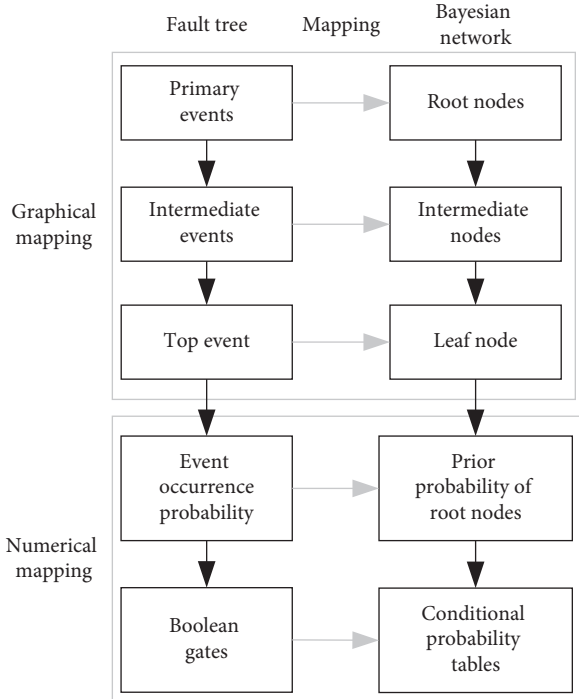 Fault tree
Mapping
Bayesian
network
Primary
events
Root nodes
Graphical
mapping
Intermediate
events
Intermediate
nodes
Top event
Leaf node
Numerical
mapping
Event
occurrence
probability
Prior
probability of
root nodes
Boolean
gates
Conditional
probability
tables